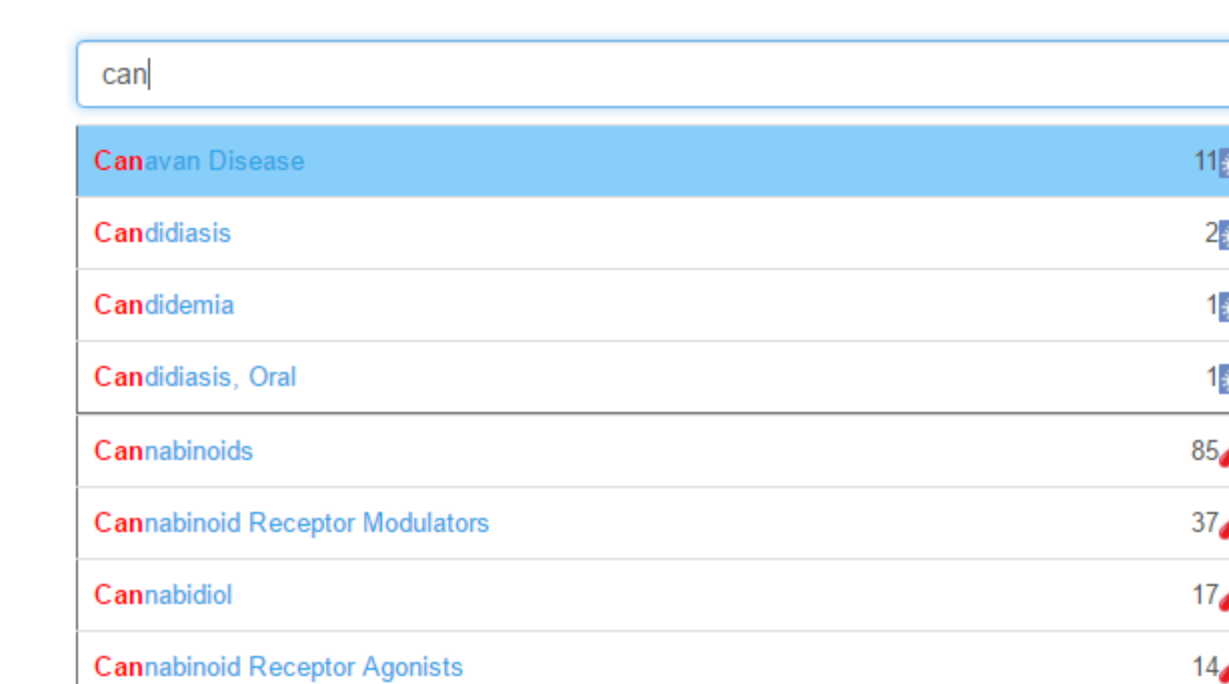 can
Canavan Disease 11
Candidiasis 2
Candidemia 1
Candidiasis, Oral 1
Cannabinoids 85
Cannabinoid Receptor Modulators 37
Cannabidiol 17
Cannabinoid Receptor Agonists 14